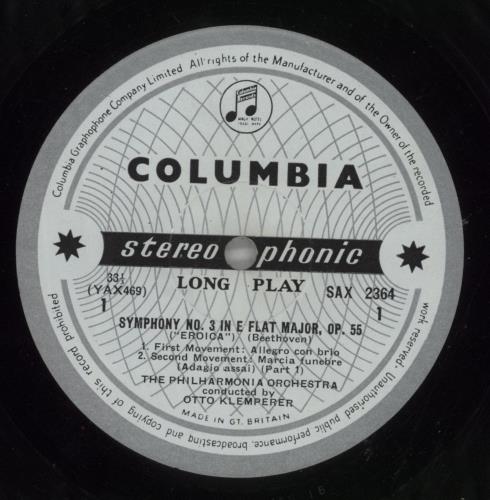 Columbia Graphophone Company Limited All rights of the Manufacturer and of the Owner of the recorded work reserved. Unauthorised public performance, broadcasting and copying of this record prohibited
COLUMBIA
stereophonic
33⅓ LONG PLAY SAX 2364
(YAX469)
1 1
SYMPHONY NO. 3 IN E FLAT MAJOR, OP. 55
("EROICA") (Beethoven)
1. First Movement: Allegro con brio
2. Second Movement: Marcia funebre
(Adagio assai) (Part 1)
THE PHILHARMONIA ORCHESTRA
conducted by
OTTO KLEMPERER
MADE IN GT. BRITAIN